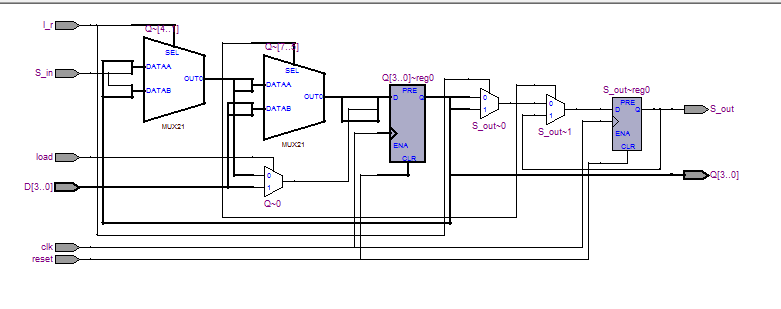 l_r
Q~[4..7]
SEL
S_in
DATAA
OUT0
DATAB
MUX21
SEL
DATAA
OUT0
DATAB
MUX21
Q[3..0]~reg0
PRE
D
Q
ENA
CLR
0
1
S_out~0
0
1
S_out~1
S_out~reg0
PRE
D
Q
ENA
CLR
S_out
load
D[3..0]
0
1
Q~0
Q[3..0]
clk
reset